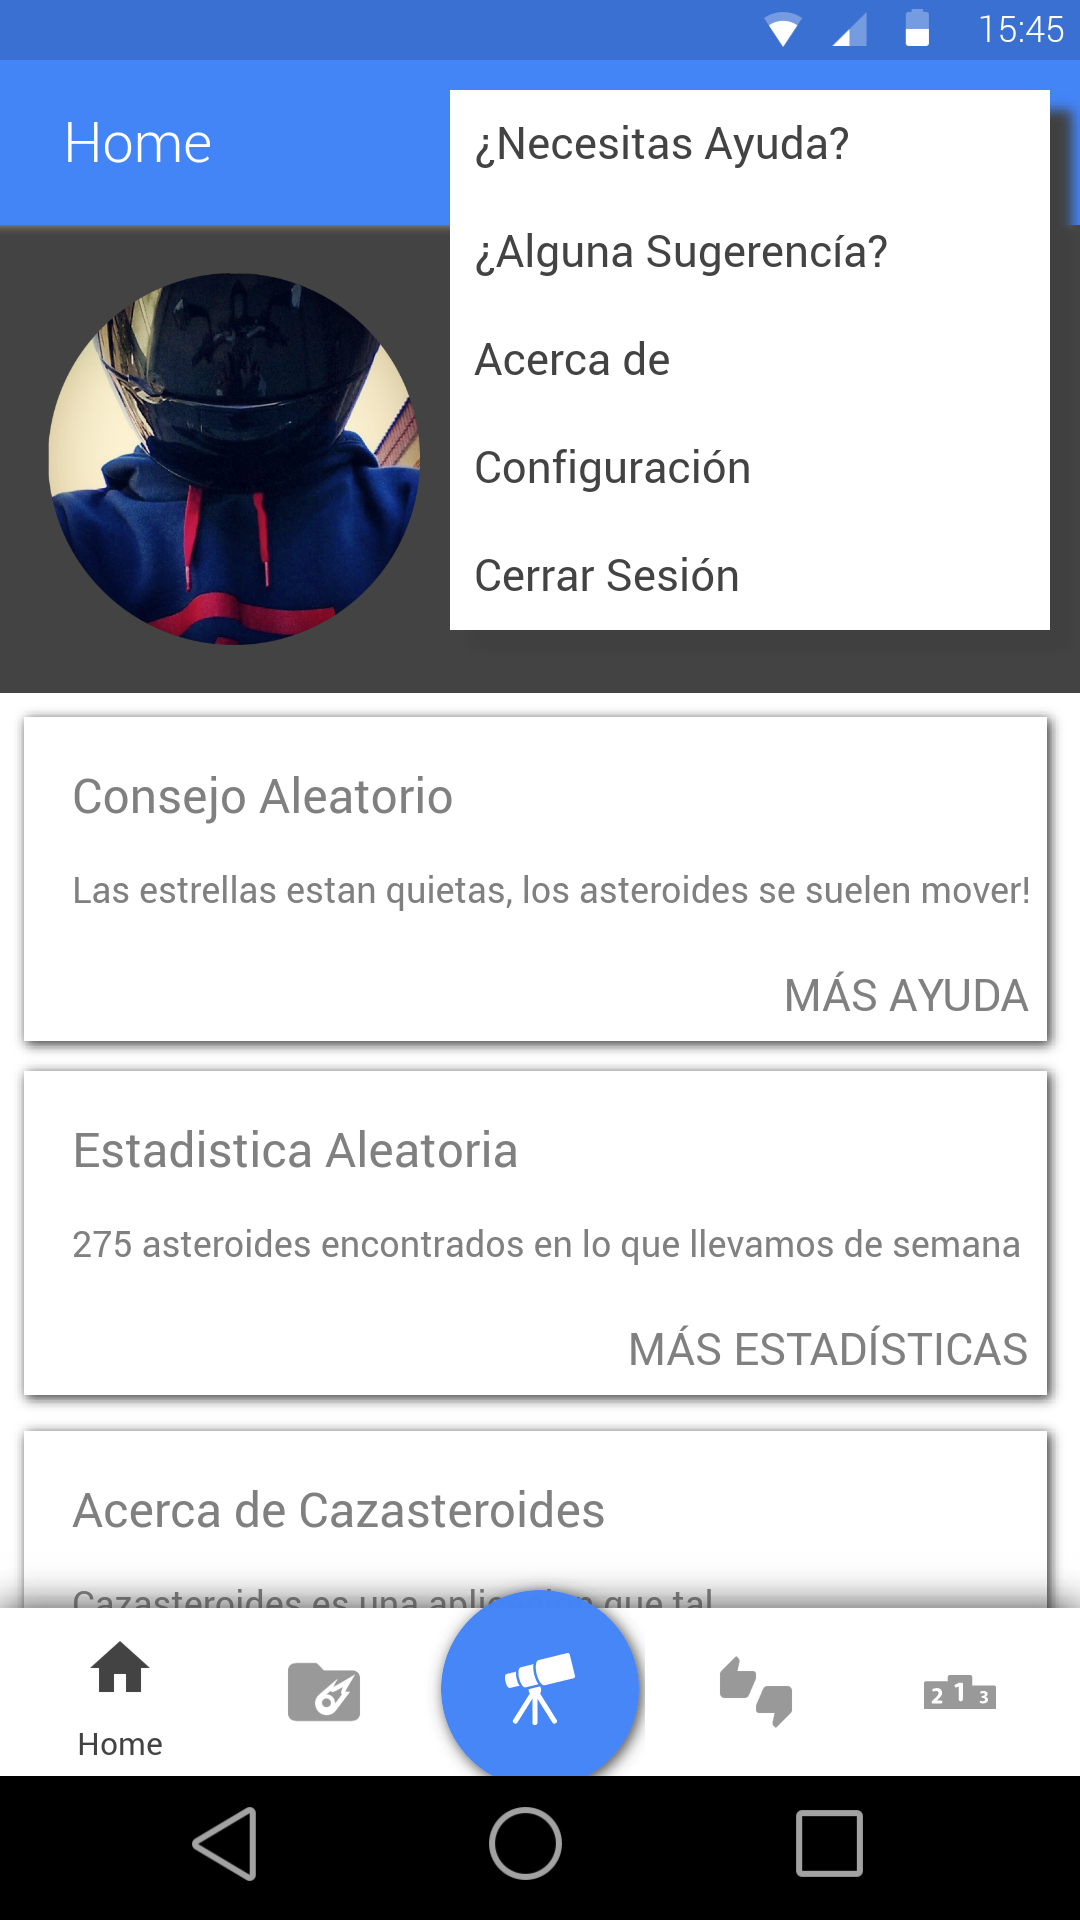 15:45
Home
¿Necesitas Ayuda?
¿Alguna Sugerencía?
Acerca de
Configuración
Cerrar Sesión
Consejo Aleatorio
Las estrellas estan quietas, los asteroides se suelen mover!
MÁS AYUDA
Estadistica Aleatoria
275 asteroides encontrados en lo que llevamos de semana
MÁS ESTADÍSTICAS
Acerca de Cazasteroides
Cazasteroides es una aplicación que tal
2 1 3
Home